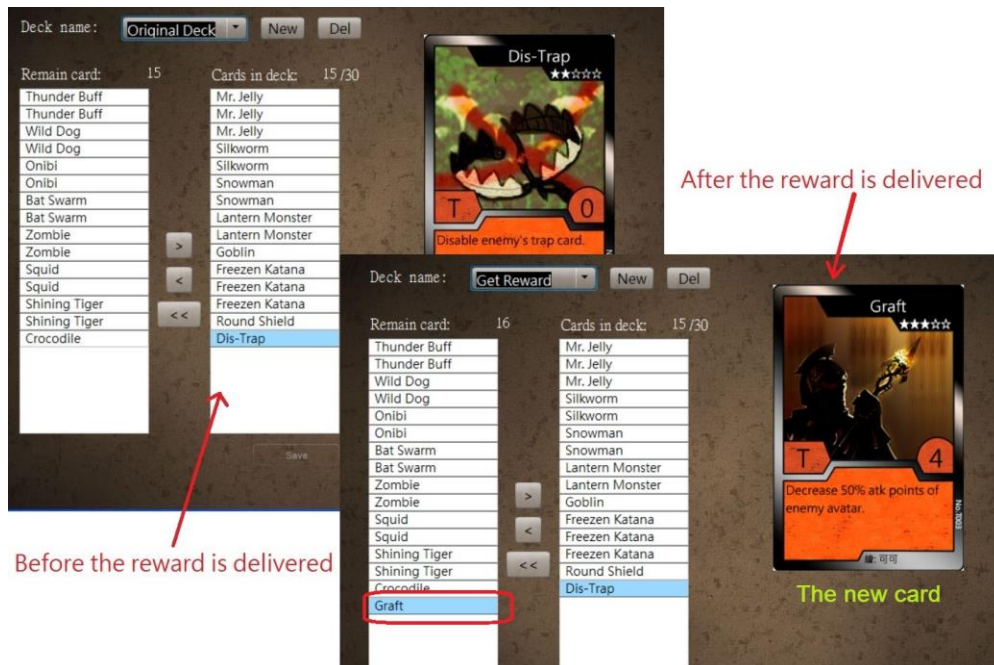 Deck name: Original Deck New Del
Remain card: 15
Thunder Buff
Thunder Buff
Wild Dog
Wild Dog
Onibi
Onibi
Bat Swarm
Bat Swarm
Zombie
Zombie
Squid
Squid
Shining Tiger
Shining Tiger
Crocodile
>
<
<<
Cards in deck: 15 /30
Mr. Jelly
Mr. Jelly
Mr. Jelly
Silkworm
Silkworm
Snowman
Snowman
Lantern Monster
Lantern Monster
Goblin
Freezen Katana
Freezen Katana
Freezen Katana
Round Shield
Dis-Trap
Save
Dis-Trap
★★☆☆☆
T 0
Disable enemy's trap card.
Before the reward is delivered
After the reward is delivered
Deck name: Get Reward New Del
Remain card: 16
Thunder Buff
Thunder Buff
Wild Dog
Wild Dog
Onibi
Onibi
Bat Swarm
Bat Swarm
Zombie
Zombie
Squid
Squid
Shining Tiger
Shining Tiger
Crocodile
Graft
>
<
<<
Cards in deck: 15 /30
Mr. Jelly
Mr. Jelly
Mr. Jelly
Silkworm
Silkworm
Snowman
Snowman
Lantern Monster
Lantern Monster
Goblin
Freezen Katana
Freezen Katana
Freezen Katana
Round Shield
Dis-Trap
Graft
★★★☆☆
T 4
Decrease 50% atk points of
enemy avatar.
No.T003
繪: 可可
The new card